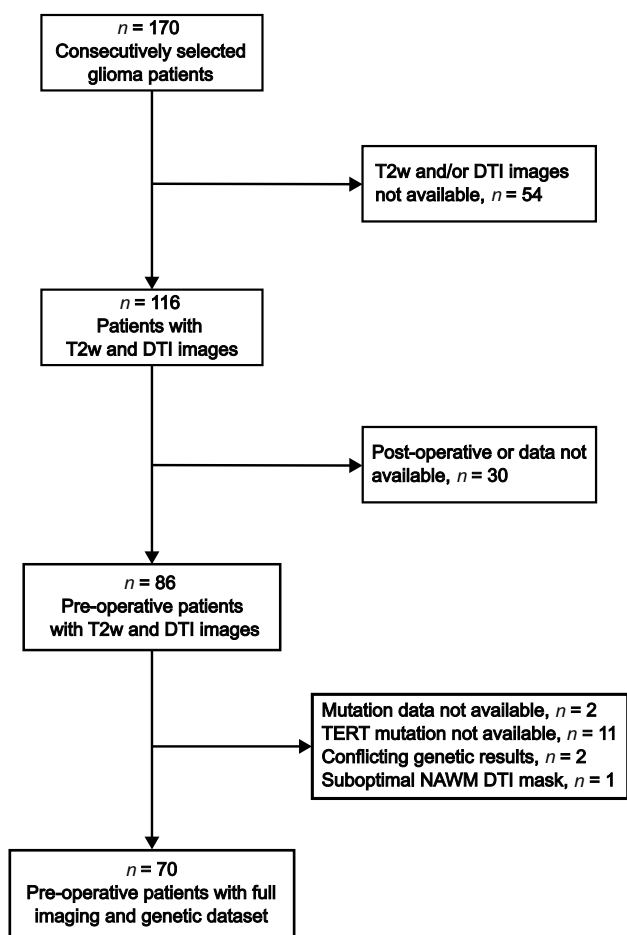 n = 170
Consecutively selected
glioma patients
T2w and/or DTI images
not available, n = 54
n = 116
Patients with
T2w and DTI images
Post-operative or data not
available, n = 30
n = 86
Pre-operative patients
with T2w and DTI images
Mutation data not available, n = 2
TERT mutation not available, n = 11
Conflicting genetic results, n = 2
Suboptimal NAWM DTI mask, n = 1
n = 70
Pre-operative patients with full
imaging and genetic dataset